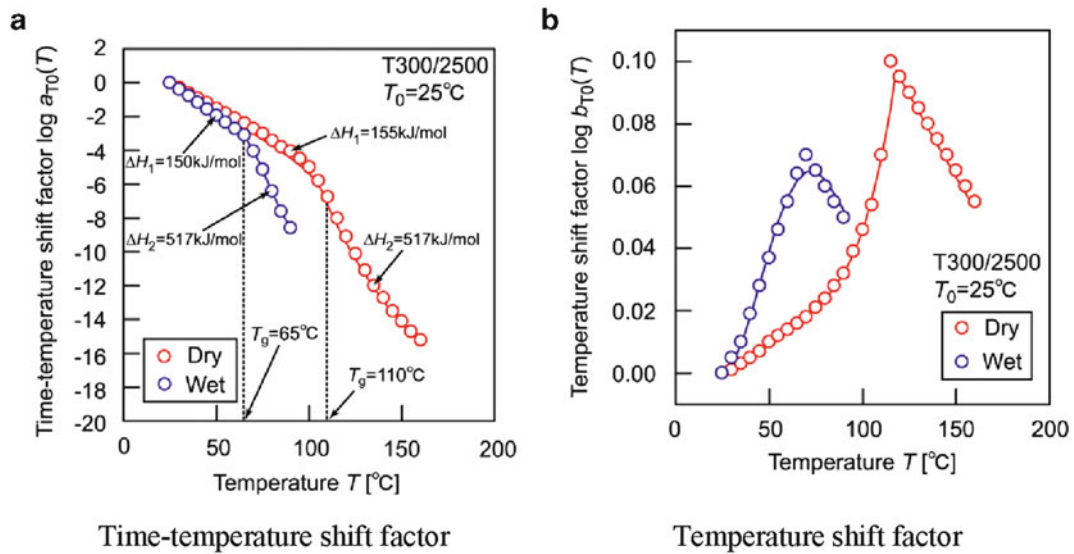 a
Time-temperature shift factor log a_T0(T)
2
0
-2
-4
-6
-8
-10
-12
-14
-16
-18
-20
T300/2500
T₀=25°C
ΔH₁=155kJ/mol
ΔH₁=150kJ/mol
ΔH₂=517kJ/mol
ΔH₂=517kJ/mol
T_g=65°C
T_g=110°C
Dry
Wet
0
50
100
150
200
Temperature T [°C]
Time-temperature shift factor
b
Temperature shift factor log b_T0(T)
0.10
0.08
0.06
0.04
0.02
0.00
T300/2500
T₀=25°C
Dry
Wet
0
50
100
150
200
Temperature T [°C]
Temperature shift factor